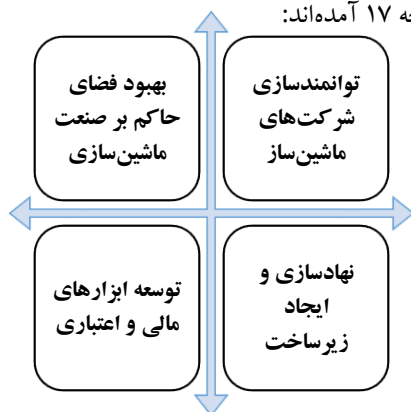 ه ۱۷ آمده‌اند:
توانمندسازی
شرکت‌های
ماشین‌ساز
بهبود فضای
حاکم بر صنعت
ماشین‌سازی
نهادسازی و
ایجاد
زیرساخت
توسعه ابزارهای
مالی و اعتباری